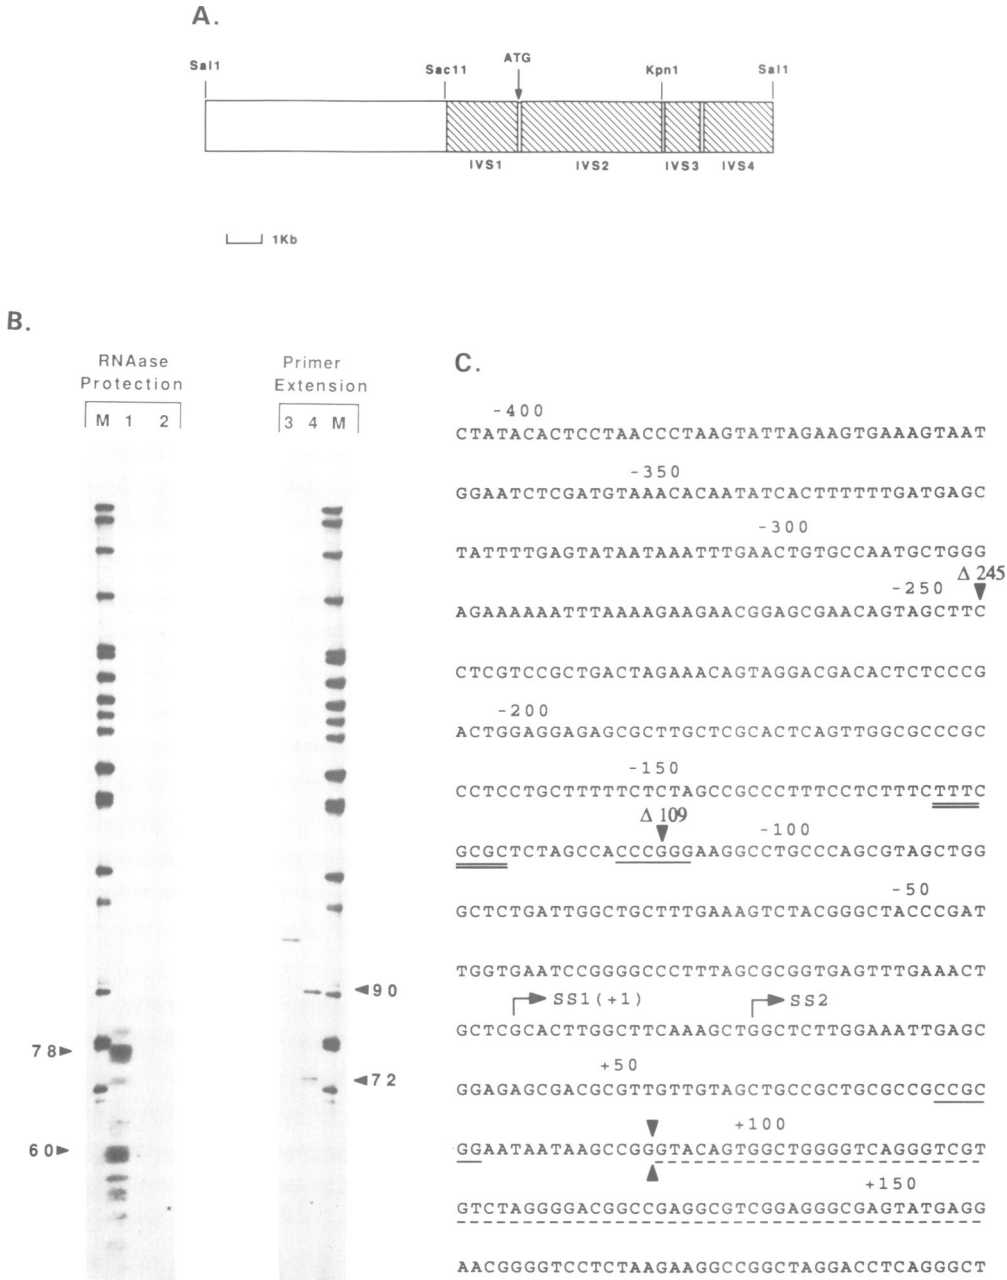 A.
Sal1 Sac11 ATG Kpn1 Sal1
IVS1 IVS2 IVS3 IVS4
1Kb
B.
RNAase Protection
Primer Extension
M 1 2
3 4 M
90
78
72
60
C.
-400
CTATACACTCCTAACCCTAAGTATTAGAAGTGAAAGTAAT
-350
GGAATCTCGATGTAAACACAATATCACTTTTTTGATGAGC
-300
TATTTTGAGTATAATAAATTTGAACTGTGCCAATGCTGGG
-250 Δ 245
AGAAAAAAATTTAAAAGAAGAACGGAGCGAACAGTAGCTTC
CTCGTCCGCTGACTAGAAACAGTAGGACGACACTCTCCCG
-200
ACTGGAGGAGAGCGCTTGCTCGCACTCAGTTGGCGCCCGC
-150
CCTCCTGCTTTTTCTCTAGCCGCCCTTTCCTCTTTCTTTC
Δ 109 -100
GCGCTCTAGCCACCCGGGAAGGCCTGCCCAGCGTAGCTGG
-50
GCTCTGATTGGCTGCTTTGAAAGTCTACGGGCTACCCGAT
TGGTGAATCCGGGGCCCTTTAGCGCGGTGAGTTTGAAACT
SS1(+1) SS2
GCTCGCACTTGGCTTCAAAGCTGGCTCTTGGAAATTGAGC
+50
GGAGAGCGACGCGTTGTTGTAGCTGCCGCTGCGCCGCCGC
+100
GGAATAATAAGCCGGGTACAGTGGCTGGGGTCAGGGTCGT
+150
GTCTAGGGGACGGCCGAGGCGTCGGAGGGCGAGTATGAGG
AACGGGGTCCTCTAAGAAGGCCGGCTAGGACCTCAGGGCT